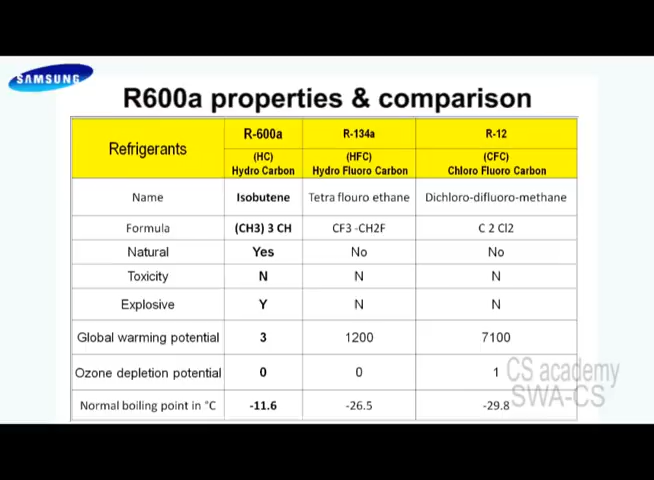 SAMSUNG
R600a properties & comparison
Refrigerants R-600a R-134a R-12
(HC) (HFC) (CFC)
Hydro Carbon Hydro Fluoro Carbon Chloro Fluoro Carbon
Name Isobutene Tetra flouro ethane Dichloro-difluoro-methane
Formula (CH3) 3 CH CF3 -CH2F C 2 Cl2
Natural Yes No No
Toxicity N N N
Explosive Y N N
Global warming potential 3 1200 7100
Ozone depletion potential 0 0 1
Normal boiling point in °C -11.6 -26.5 -29.8
CS academy
SWA-CS